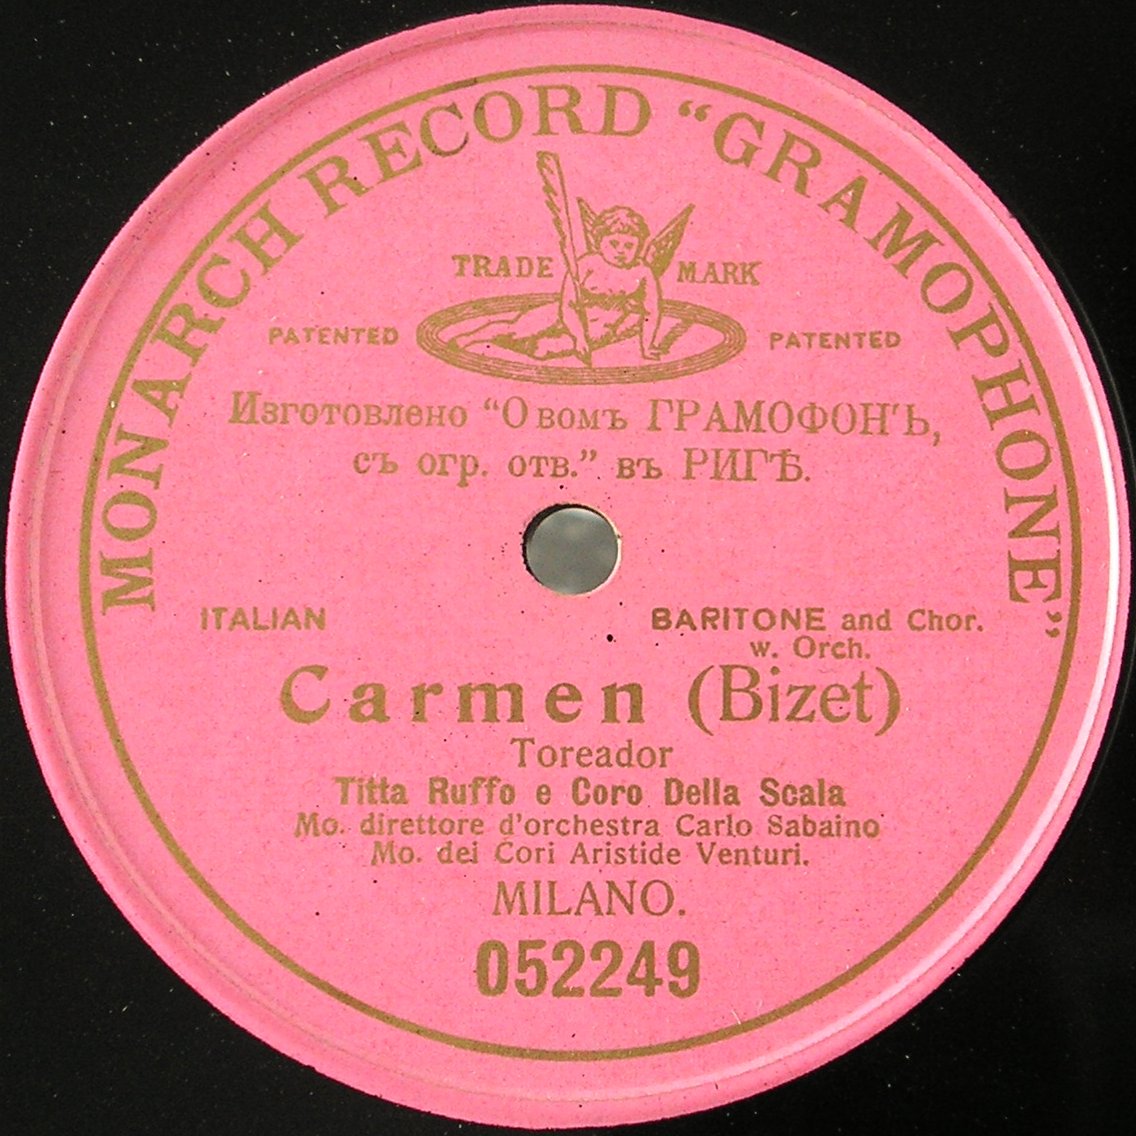 MONARCH RECORD “GRAMOPHONE”
TRADE MARK
PATENTED PATENTED
Изготовлено “О вомъ ГРАМОФОН'Ъ,
съ огр. отв.” въ РИГѢ.
ITALIAN BARITONE and Chor.
w. Orch.
Carmen (Bizet)
Toreador
Titta Ruffo e Coro Della Scala
Mo. direttore d'orchestra Carlo Sabaino
Mo. dei Cori Aristide Venturi.
MILANO.
052249